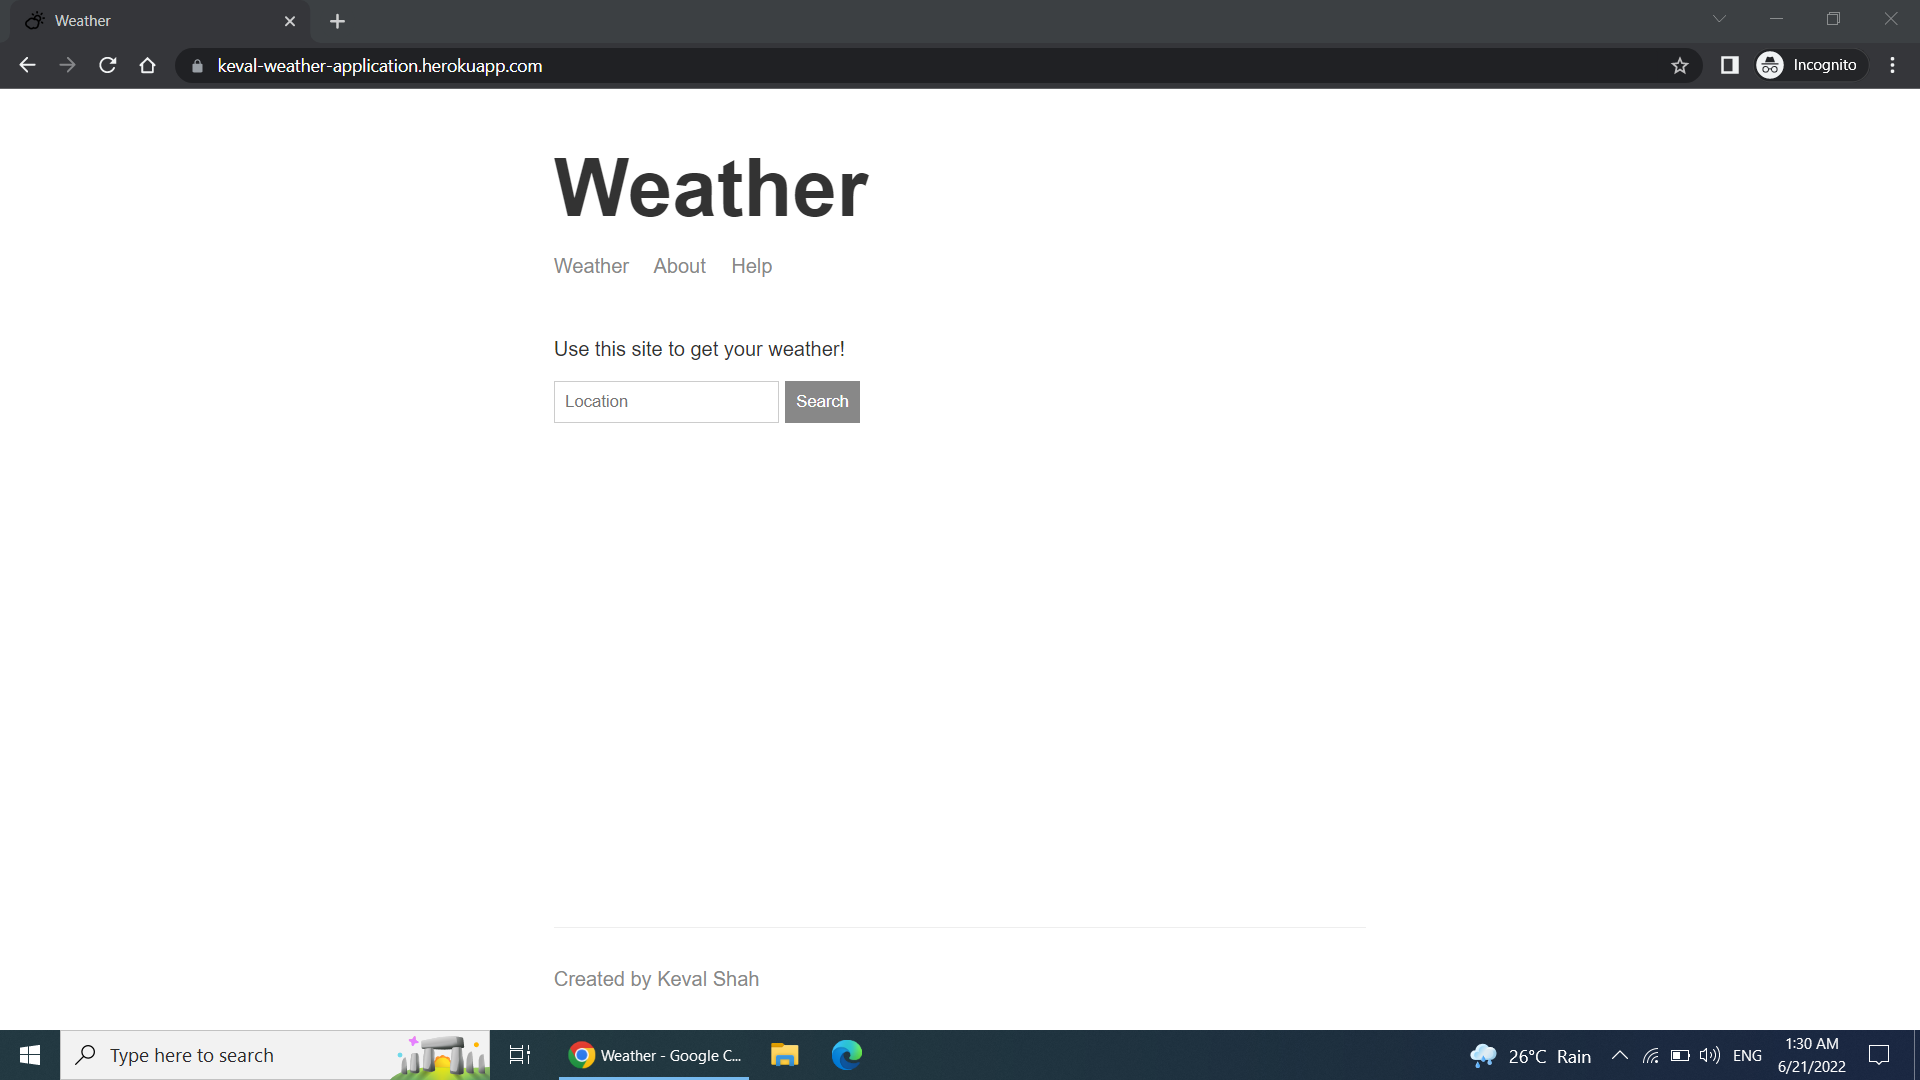 Weather
keval-weather-application.herokuapp.com
Incognito
Weather
Weather About Help
Use this site to get your weather!
Location Search
Created by Keval Shah
Type here to search
Weather - Google C...
26°C Rain
ENG
1:30 AM
6/21/2022